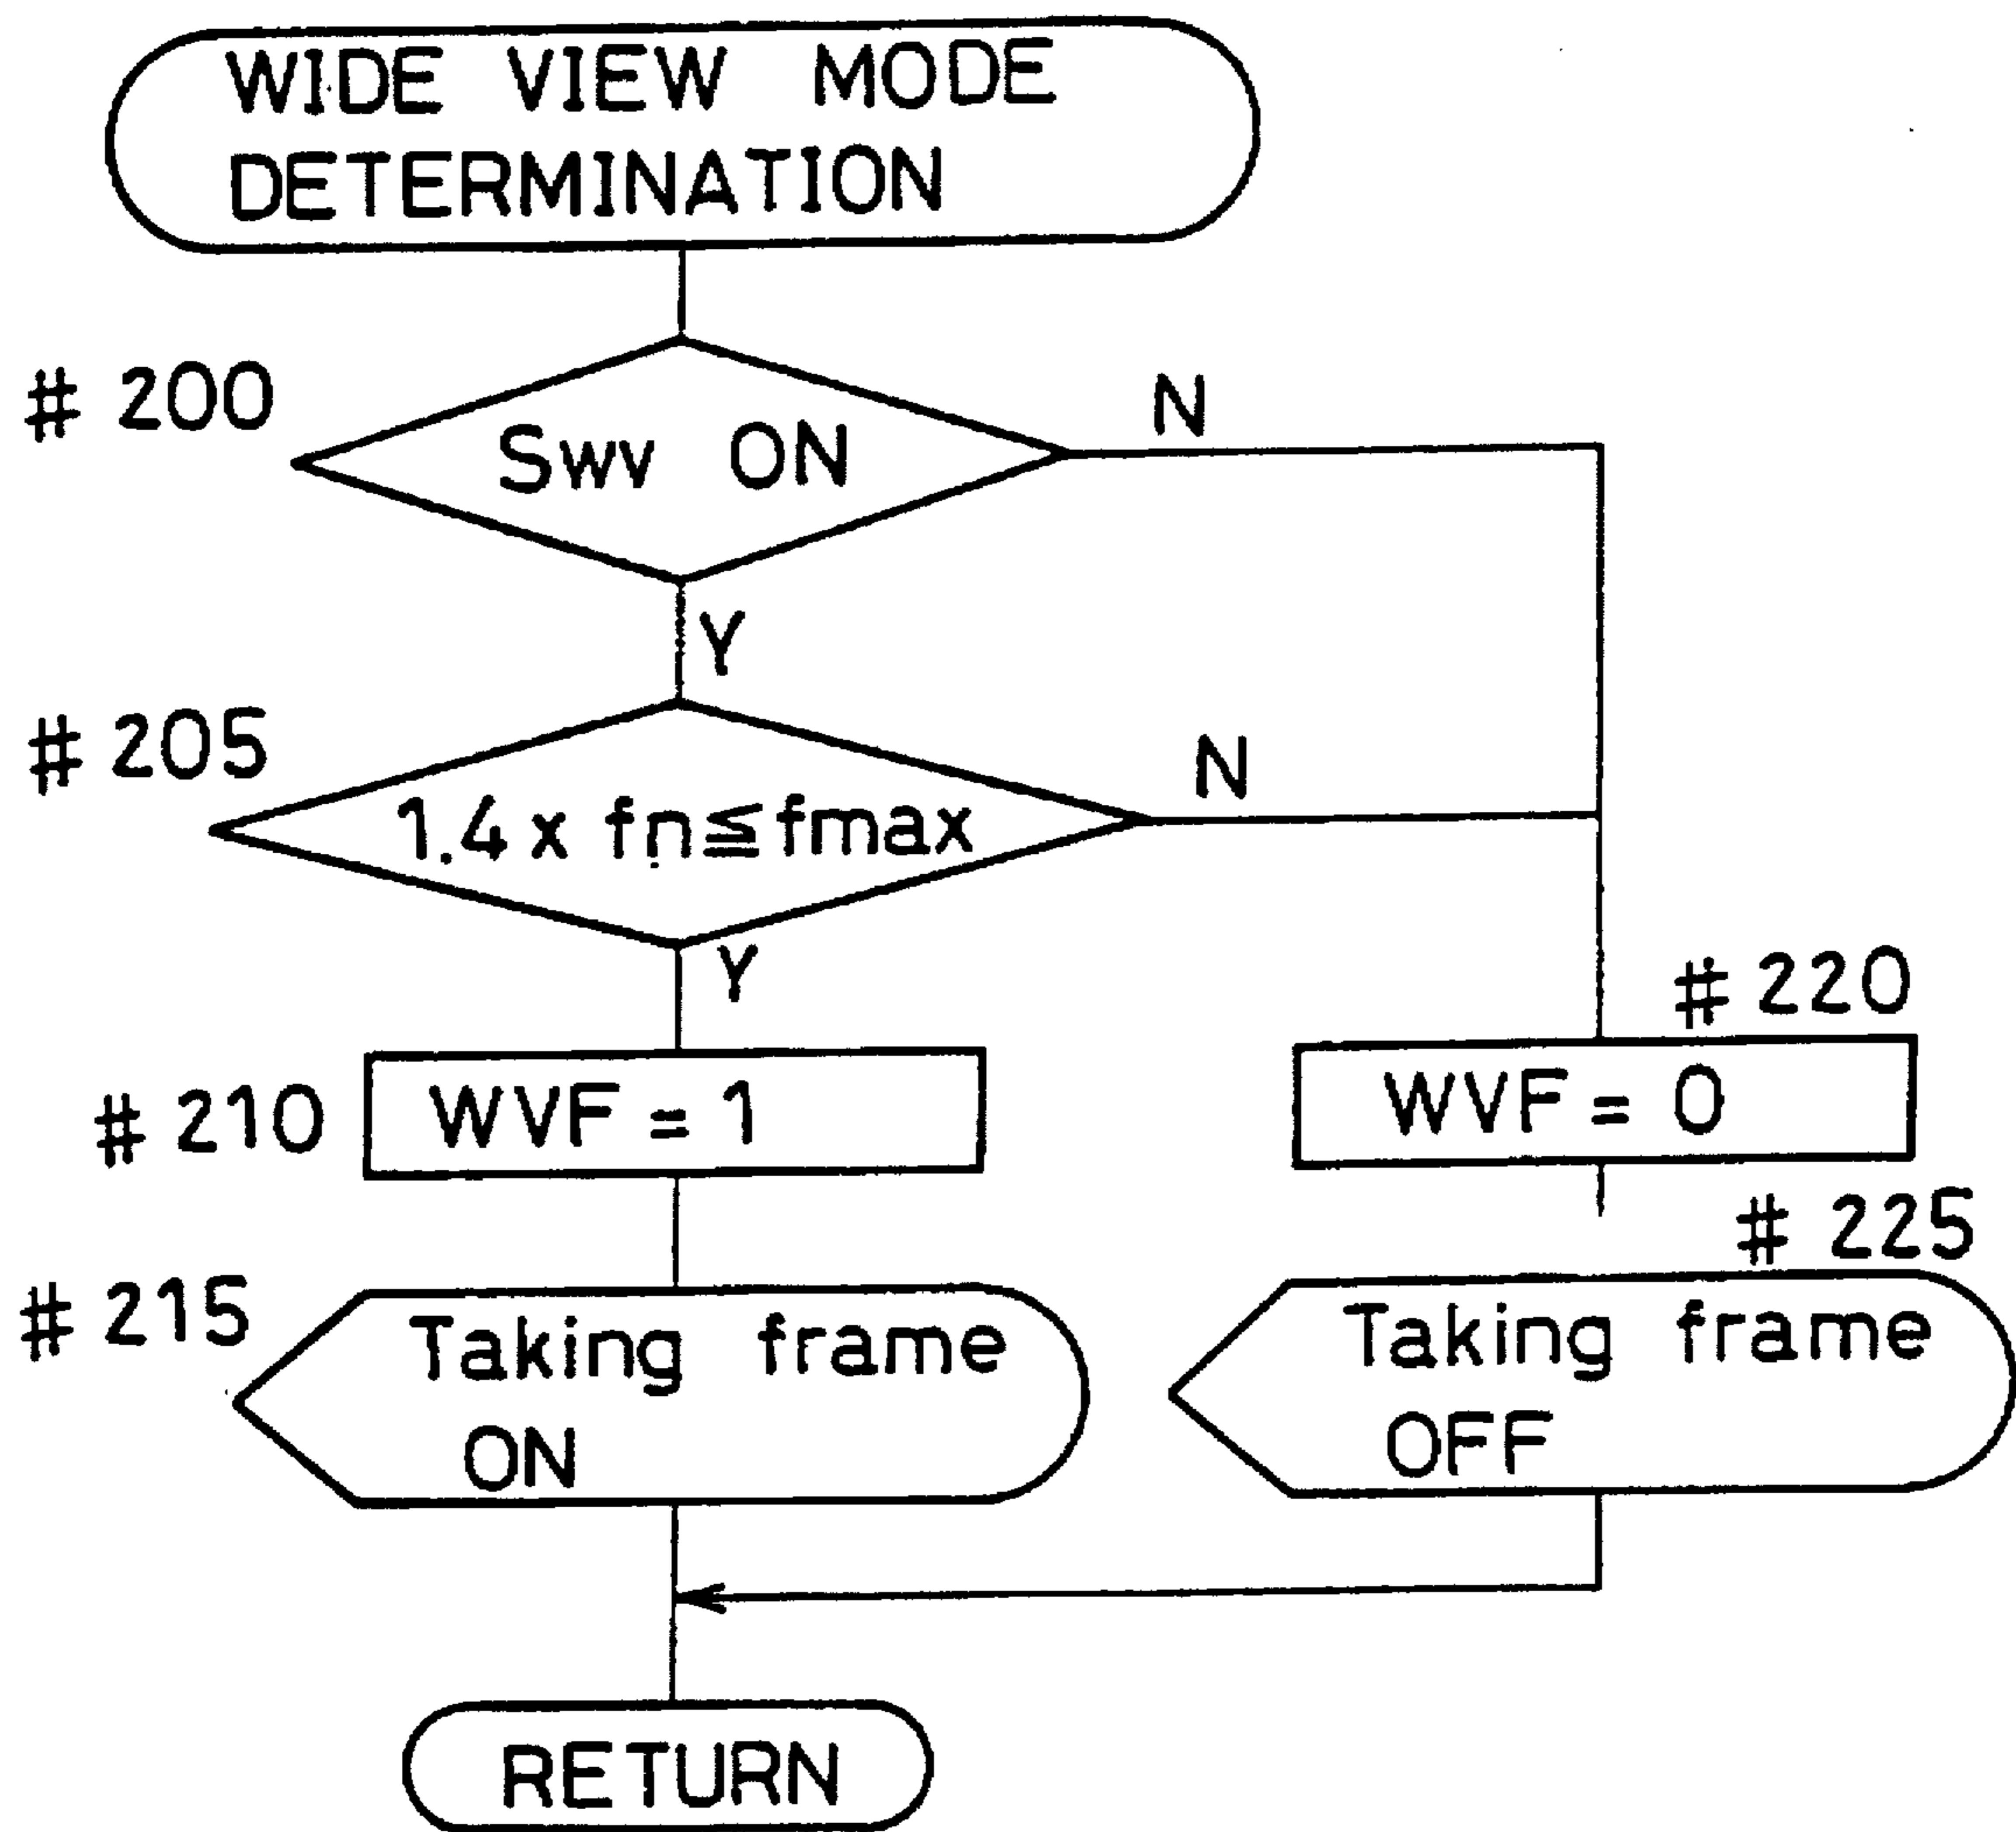 WIDE VIEW MODE
DETERMINATION
# 200
Swv ON
N
Y
# 205
1.4 x fn≦fmax
N
Y
# 210
WVF = 1
# 220
WVF = 0
# 215
Taking frame
ON
# 225
Taking frame
OFF
RETURN